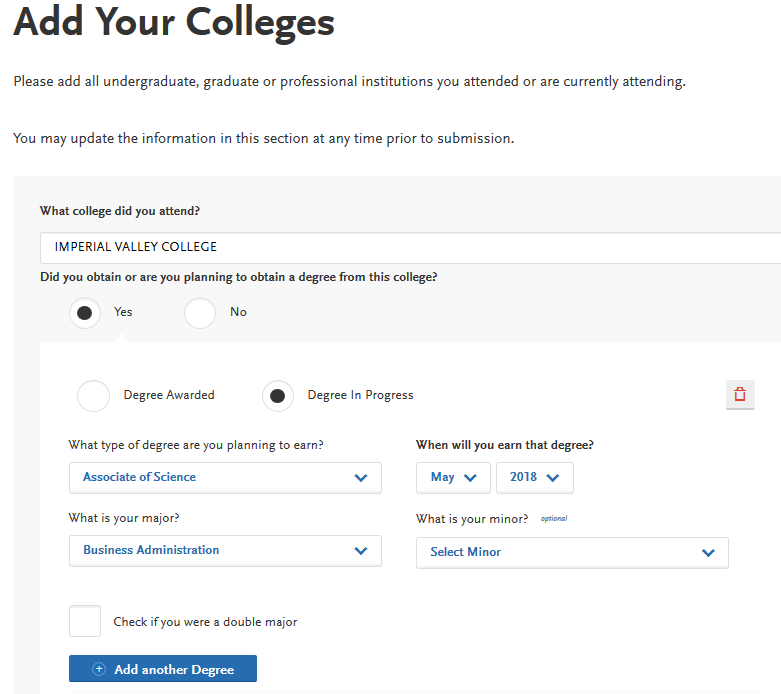 Add Your Colleges
Please add all undergraduate, graduate or professional institutions you attended or are currently attending.
You may update the information in this section at any time prior to submission.
What college did you attend?
IMPERIAL VALLEY COLLEGE
Did you obtain or are you planning to obtain a degree from this college?
Yes No
Degree Awarded Degree In Progress
What type of degree are you planning to earn? When will you earn that degree?
Associate of Science May 2018
What is your major? What is your minor? optional
Business Administration Select Minor
Check if you were a double major
Add another Degree